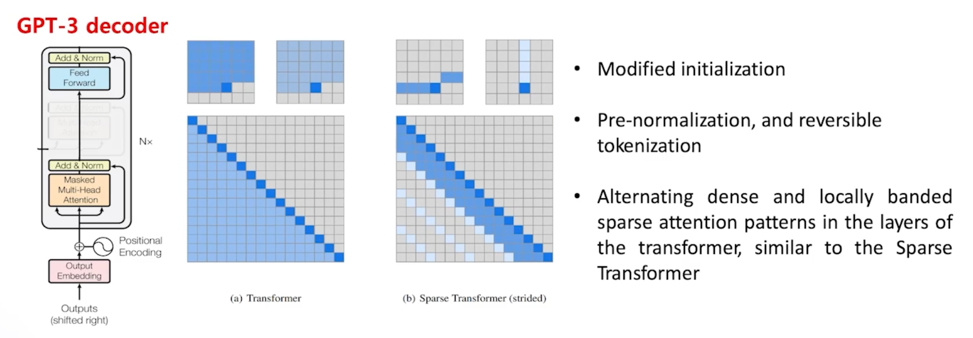 GPT-3 decoder
Add & Norm
Feed
Forward
Nx
Add & Norm
Masked
Multi-Head
Attention
Positional
Encoding
Output
Embedding
Outputs
(shifted right)
(a) Transformer
(b) Sparse Transformer (strided)
• Modified initialization
• Pre-normalization, and reversible
tokenization
• Alternating dense and locally banded
sparse attention patterns in the layers of
the transformer, similar to the Sparse
Transformer